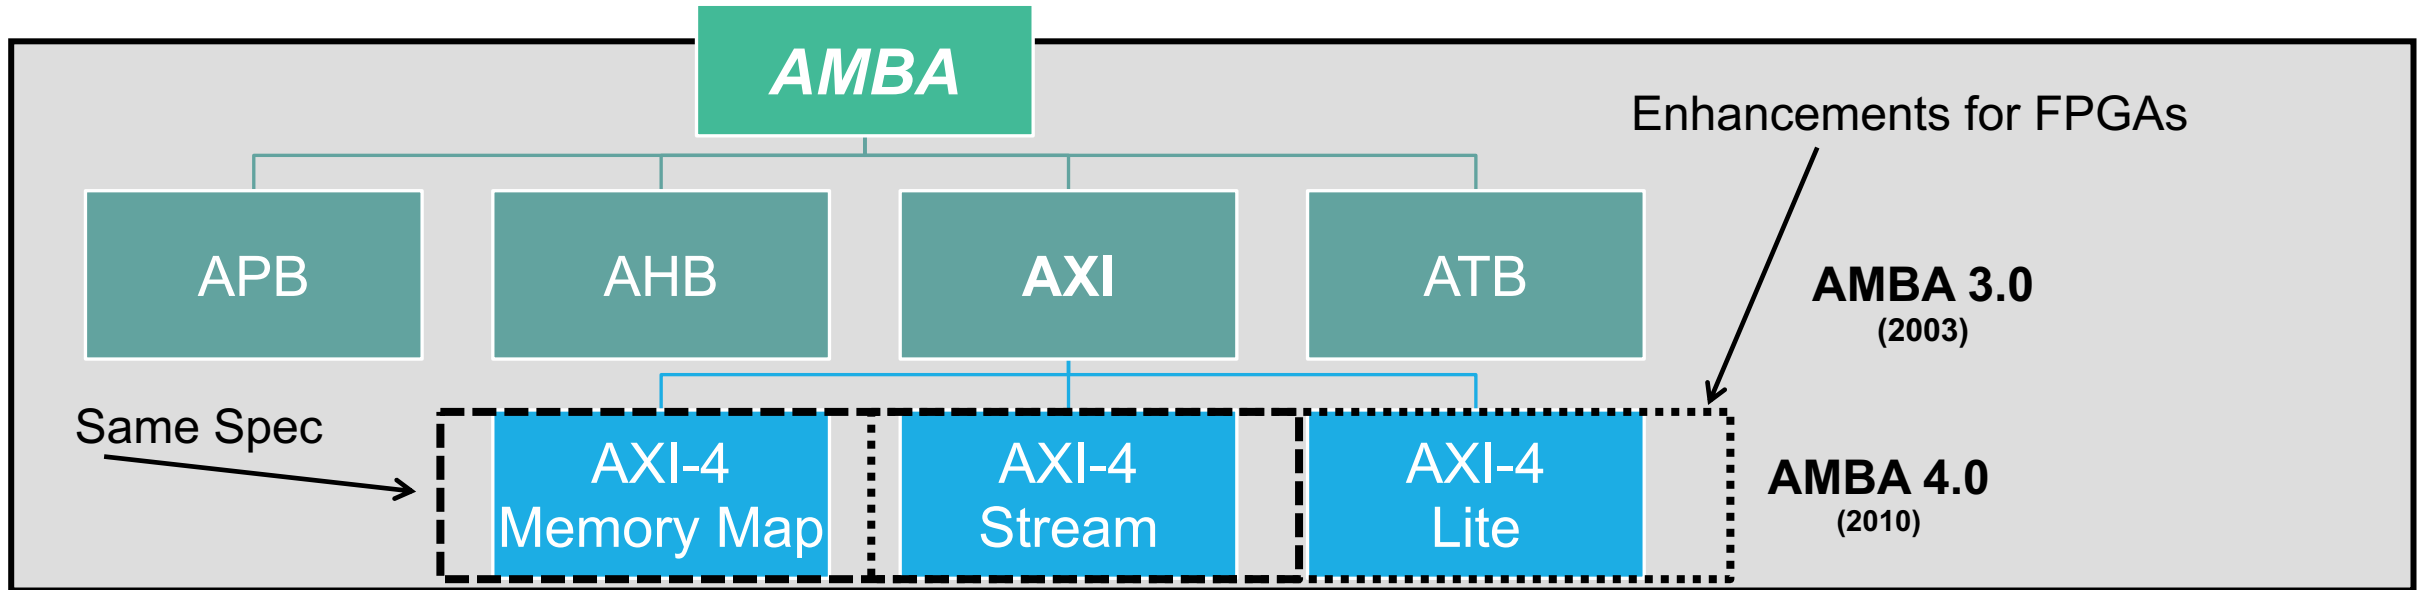 AMBA
Enhancements for FPGAs
APB
AHB
AXI
ATB
AMBA 3.0
(2003)
Same Spec
AXI-4
Memory Map
AXI-4
Stream
AXI-4
Lite
AMBA 4.0
(2010)